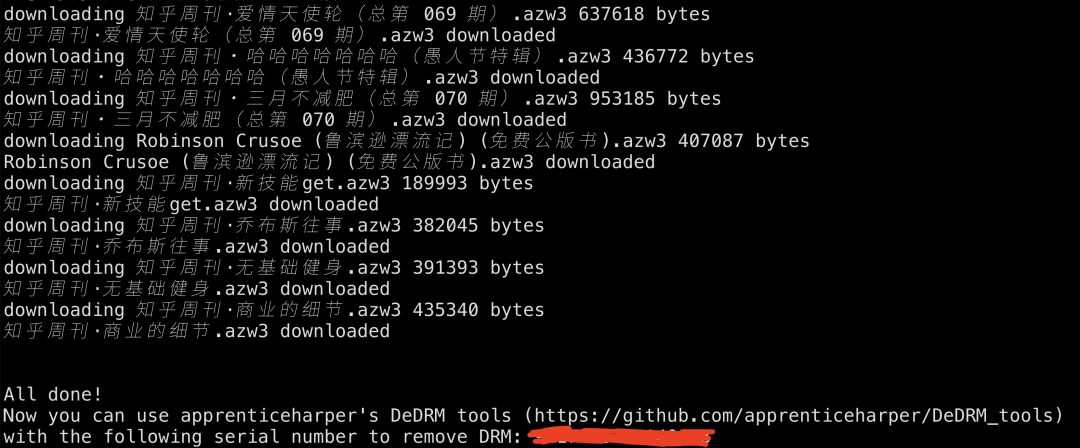 downloading 知乎周刊·爱情天使轮（总第 069 期）.azw3 637618 bytes
知乎周刊·爱情天使轮（总第 069 期）.azw3 downloaded
downloading 知乎周刊·哈哈哈哈哈哈哈（愚人节特辑）.azw3 436772 bytes
知乎周刊·哈哈哈哈哈哈哈（愚人节特辑）.azw3 downloaded
downloading 知乎周刊·三月不减肥（总第 070 期）.azw3 953185 bytes
知乎周刊·三月不减肥（总第 070 期）.azw3 downloaded
downloading Robinson Crusoe (鲁滨逊漂流记) (免费公版书).azw3 407087 bytes
Robinson Crusoe (鲁滨逊漂流记) (免费公版书).azw3 downloaded
downloading 知乎周刊·新技能get.azw3 189993 bytes
知乎周刊·新技能get.azw3 downloaded
downloading 知乎周刊·乔布斯往事.azw3 382045 bytes
知乎周刊·乔布斯往事.azw3 downloaded
downloading 知乎周刊·无基础健身.azw3 391393 bytes
知乎周刊·无基础健身.azw3 downloaded
downloading 知乎周刊·商业的细节.azw3 435340 bytes
知乎周刊·商业的细节.azw3 downloaded
All done!
Now you can use apprenticeharper's DeDRM tools (https://github.com/apprenticeharper/DeDRM_tools)
with the following serial number to remove DRM: